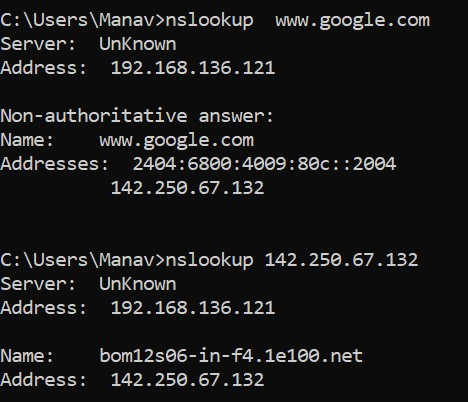 C:\Users\Manav>nslookup  www.google.com
Server:  UnKnown
Address:  192.168.136.121

Non-authoritative answer:
Name:    www.google.com
Addresses:  2404:6800:4009:80c::2004
          142.250.67.132


C:\Users\Manav>nslookup 142.250.67.132
Server:  UnKnown
Address:  192.168.136.121

Name:    bom12s06-in-f4.1e100.net
Address:  142.250.67.132